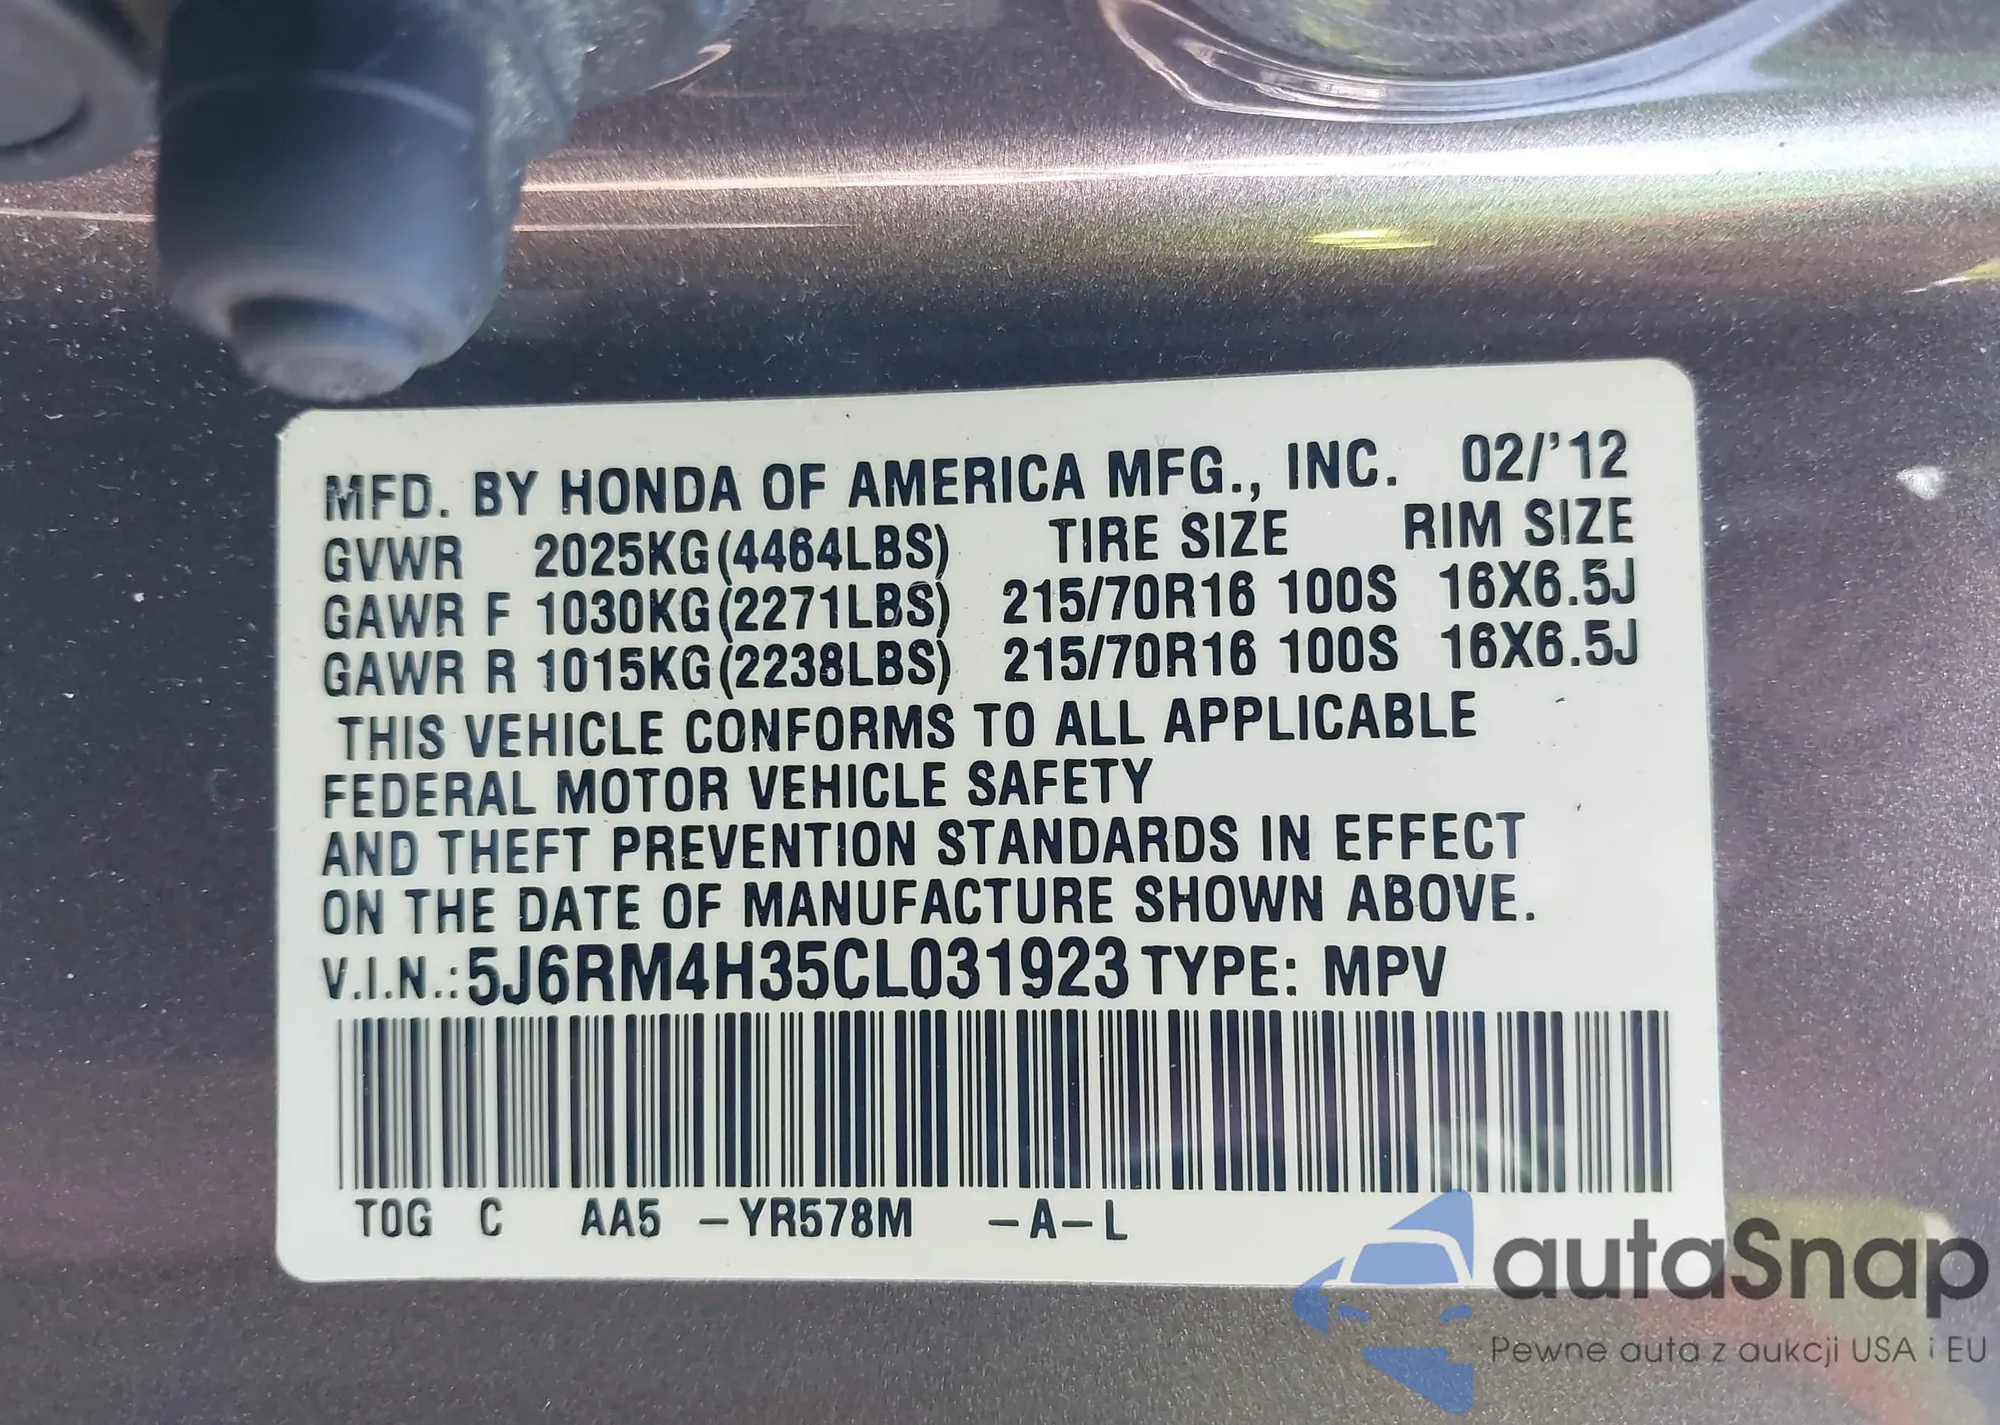 MFD. BY HONDA OF AMERICA MFG., INC. 02/'12
GVWR 2025KG(4464LBS) TIRE SIZE RIM SIZE
GAWR F 1030KG(2271LBS) 215/70R16 100S 16X6.5J
GAWR R 1015KG(2238LBS) 215/70R16 100S 16X6.5J
THIS VEHICLE CONFORMS TO ALL APPLICABLE
FEDERAL MOTOR VEHICLE SAFETY
AND THEFT PREVENTION STANDARDS IN EFFECT
ON THE DATE OF MANUFACTURE SHOWN ABOVE.
V.I.N.:5J6RM4H35CL031923 TYPE: MPV
TOG C AA5 -YR578M -A-L
autoSnap
Pewne auta z aukcji USA i EU